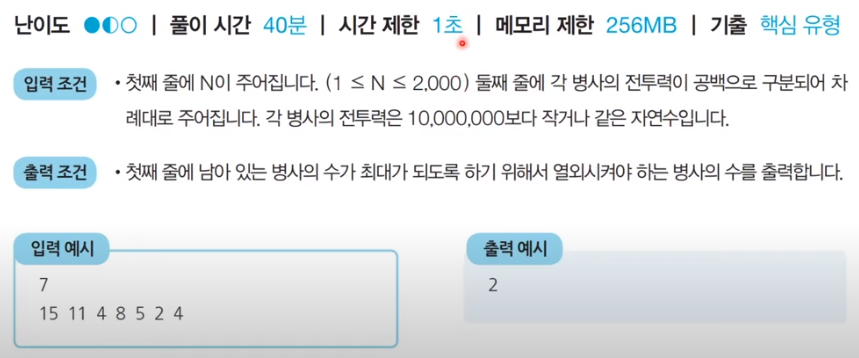 난이도 | 풀이 시간 40분 | 시간 제한 1초 | 메모리 제한 256MB | 기출 핵심 유형
입력 조건 • 첫째 줄에 N이 주어집니다. (1 ≤ N ≤ 2,000) 둘째 줄에 각 병사의 전투력이 공백으로 구분되어 차
례대로 주어집니다. 각 병사의 전투력은 10,000,000보다 작거나 같은 자연수입니다.
출력 조건 • 첫째 줄에 남아 있는 병사의 수가 최대가 되도록 하기 위해서 열외시켜야 하는 병사의 수를 출력합니다.
입력 예시
7
15 11 4 8 5 2 4
출력 예시
2